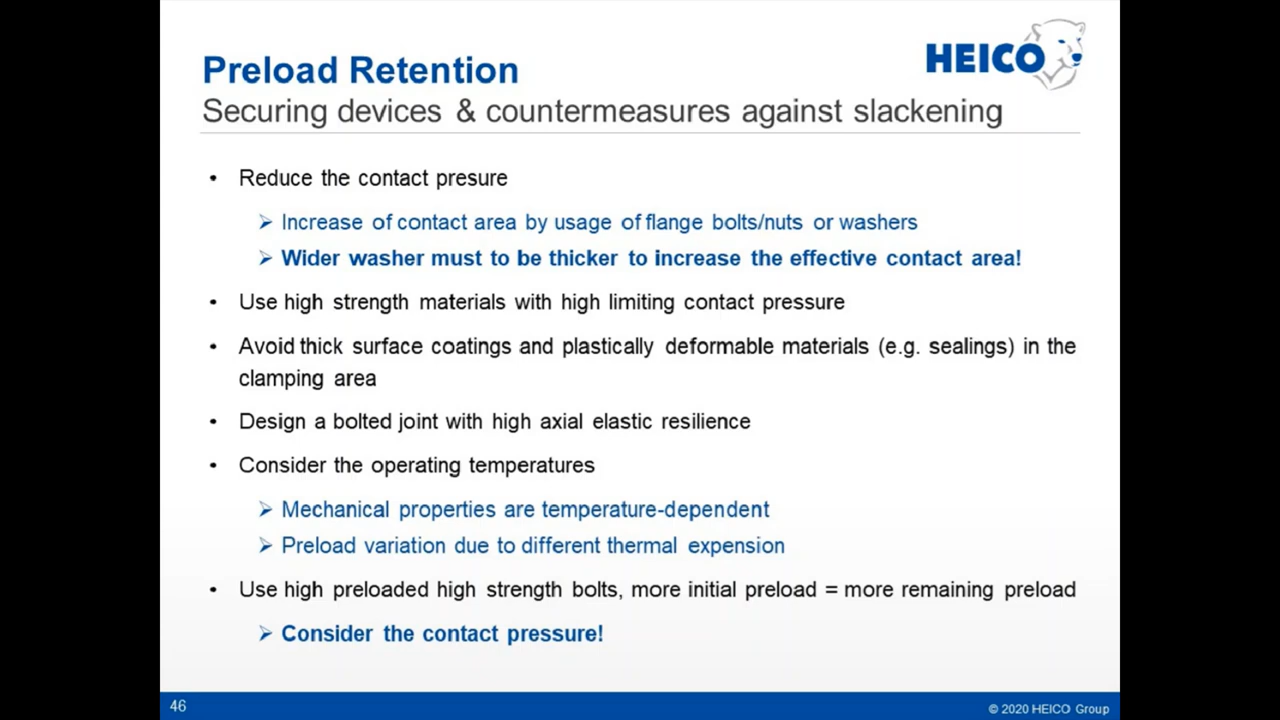 HEICO
Preload Retention
Securing devices & countermeasures against slackening
• Reduce the contact presure
➢ Increase of contact area by usage of flange bolts/nuts or washers
➢ Wider washer must to be thicker to increase the effective contact area!
• Use high strength materials with high limiting contact pressure
• Avoid thick surface coatings and plastically deformable materials (e.g. sealings) in the
clamping area
• Design a bolted joint with high axial elastic resilience
• Consider the operating temperatures
➢ Mechanical properties are temperature-dependent
➢ Preload variation due to different thermal expension
• Use high preloaded high strength bolts, more initial preload = more remaining preload
➢ Consider the contact pressure!
46
© 2020 HEICO Group